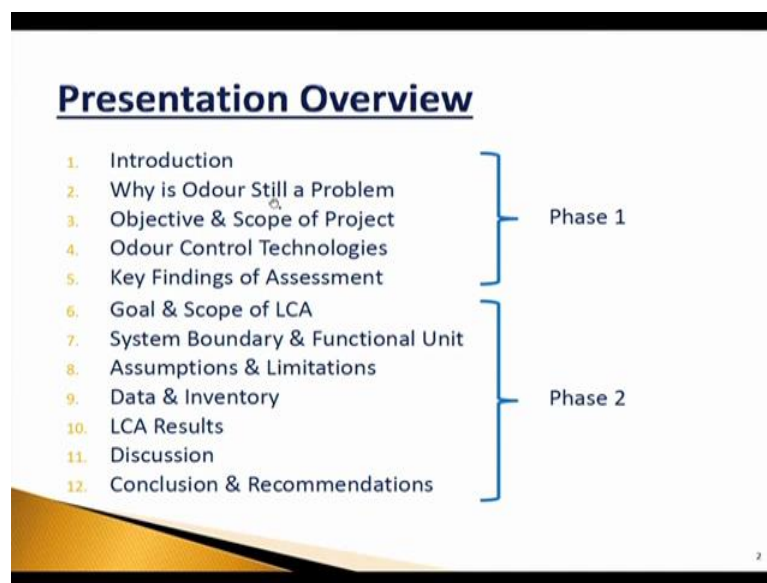 Presentation Overview
1. Introduction
2. Why is Odour Still a Problem
3. Objective & Scope of Project
4. Odour Control Technologies
5. Key Findings of Assessment
Phase 1
6. Goal & Scope of LCA
7. System Boundary & Functional Unit
8. Assumptions & Limitations
9. Data & Inventory
10. LCA Results
11. Discussion
12. Conclusion & Recommendations
Phase 2
2